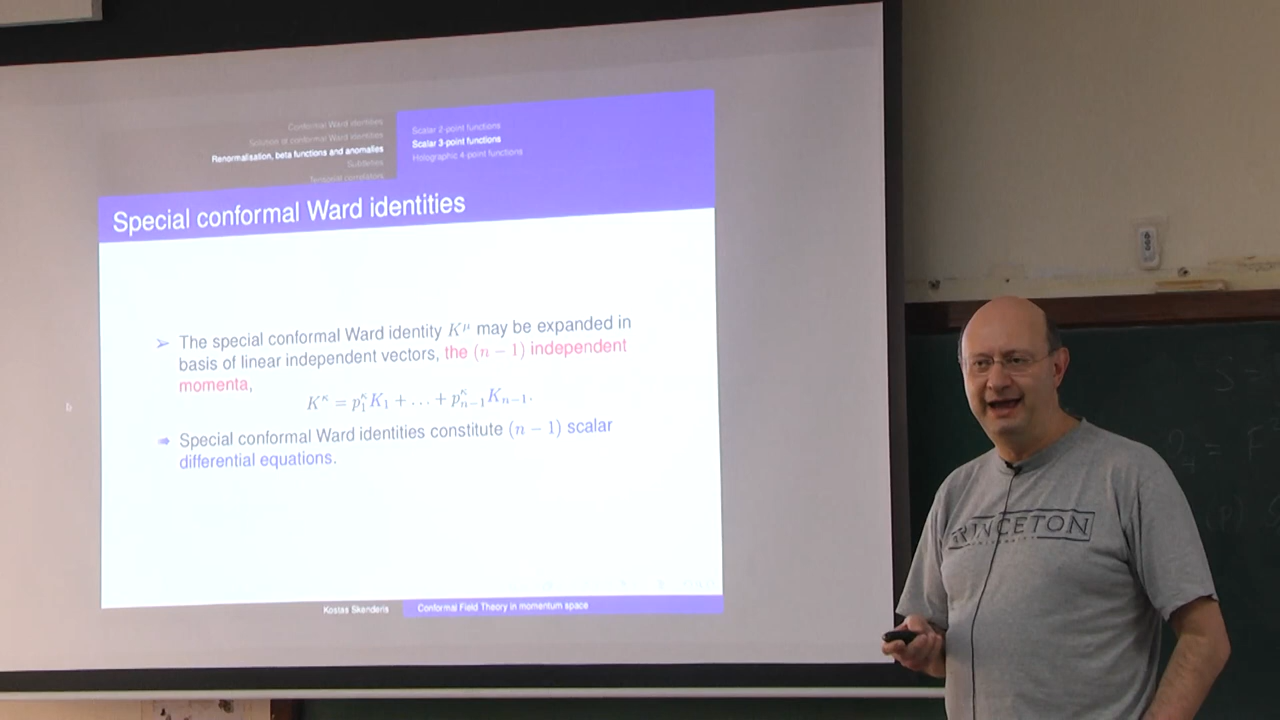 Conformal Ward identities
Solution of conformal Ward identities
Renormalisation, beta functions and anomalies
Subtleties
Tensorial correlators
Scalar 2-point functions
Scalar 3-point functions
Holographic 4-point functions
Special conformal Ward identities
➢ The special conformal Ward identity K^μ may be expanded in
basis of linear independent vectors, the (n − 1) independent
momenta,
K^κ = p_1^κ K_1 + … + p_{n−1}^κ K_{n−1}.
➠ Special conformal Ward identities constitute (n − 1) scalar
differential equations.
Kostas Skenderis
Conformal Field Theory in momentum space
PRINCETON